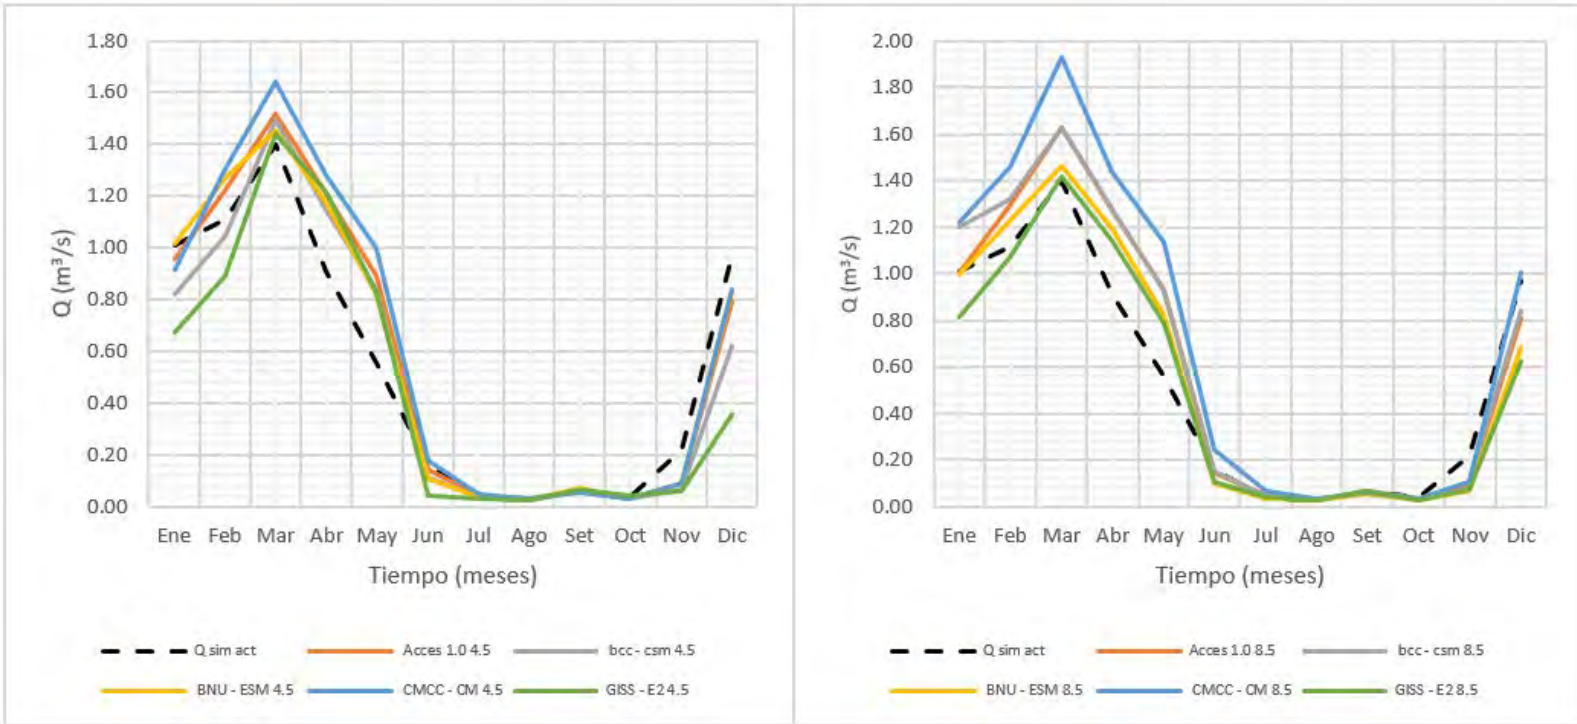 1.80
1.60
1.40
1.20
1.00
0.80
0.60
0.40
0.20
0.00
Q (m³/s)
Ene Feb Mar Abr May Jun Jul Ago Set Oct Nov Dic
Tiempo (meses)
Q sim act Acces 1.0 4.5 bcc - csm 4.5
BNU - ESM 4.5 CMCC - CM 4.5 GISS - E2 4.5
2.00
1.80
1.60
1.40
1.20
1.00
0.80
0.60
0.40
0.20
0.00
Q (m³/s)
Ene Feb Mar Abr May Jun Jul Ago Set Oct Nov Dic
Tiempo (meses)
Q sim act Acces 1.0 8.5 bcc - csm 8.5
BNU - ESM 8.5 CMCC - CM 8.5 GISS - E2 8.5